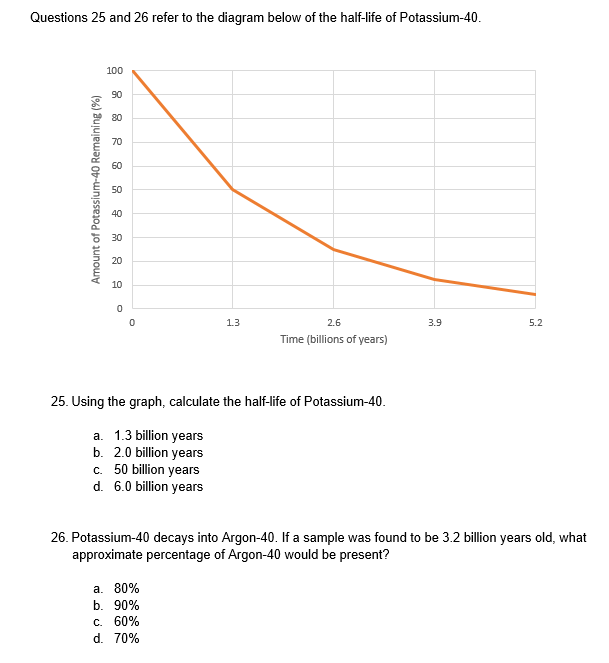 Questions 25 and 26 refer to the diagram below of the half-life of Potassium-40.
Amount of Potassium-40 Remaining (%)
100
90
80
70
60
50
40
30
20
10
0
0 1.3 2.6 3.9 5.2
Time (billions of years)
25. Using the graph, calculate the half-life of Potassium-40.
a. 1.3 billion years
b. 2.0 billion years
c. 50 billion years
d. 6.0 billion years
26. Potassium-40 decays into Argon-40. If a sample was found to be 3.2 billion years old, what
approximate percentage of Argon-40 would be present?
a. 80%
b. 90%
c. 60%
d. 70%